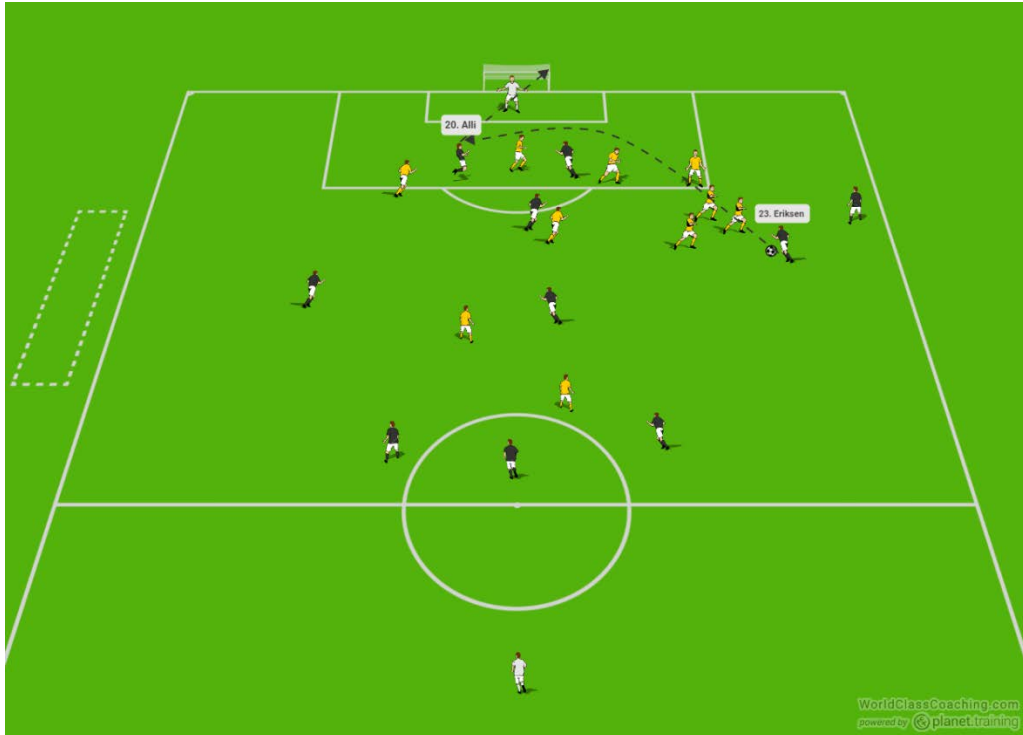 20. Alli
23. Eriksen
WorldClassCoaching.com
powered by planet.training